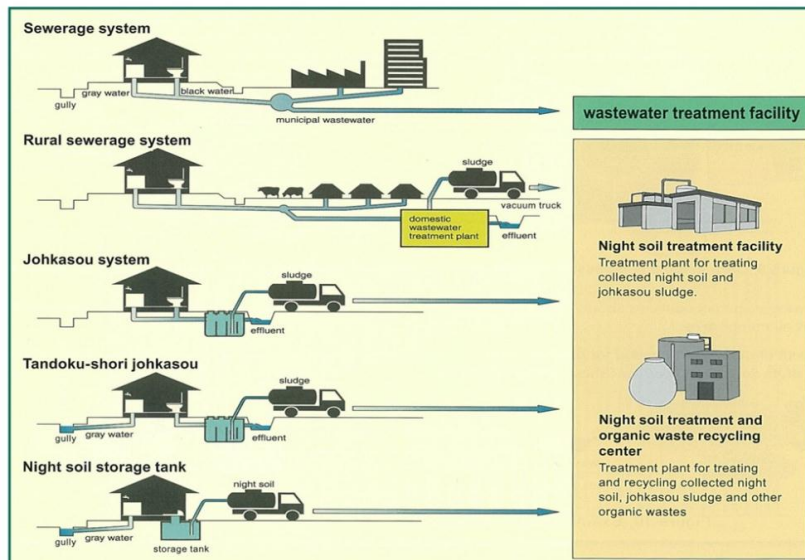 Sewerage system
gray water
black water
gully
municipal wastewater
wastewater treatment facility
Rural sewerage system
sludge
vacuum truck
domestic
wastewater
treatment plant
effluent
Night soil treatment facility
Treatment plant for treating
collected night soil and
johkasou sludge.
Johkasou system
sludge
effluent
Tandoku-shori johkasou
sludge
gully
gray water
effluent
Night soil treatment and
organic waste recycling
center
Treatment plant for treating
and recycling collected night
soil, johkasou sludge and other
organic wastes
Night soil storage tank
night soil
gully
gray water
storage tank